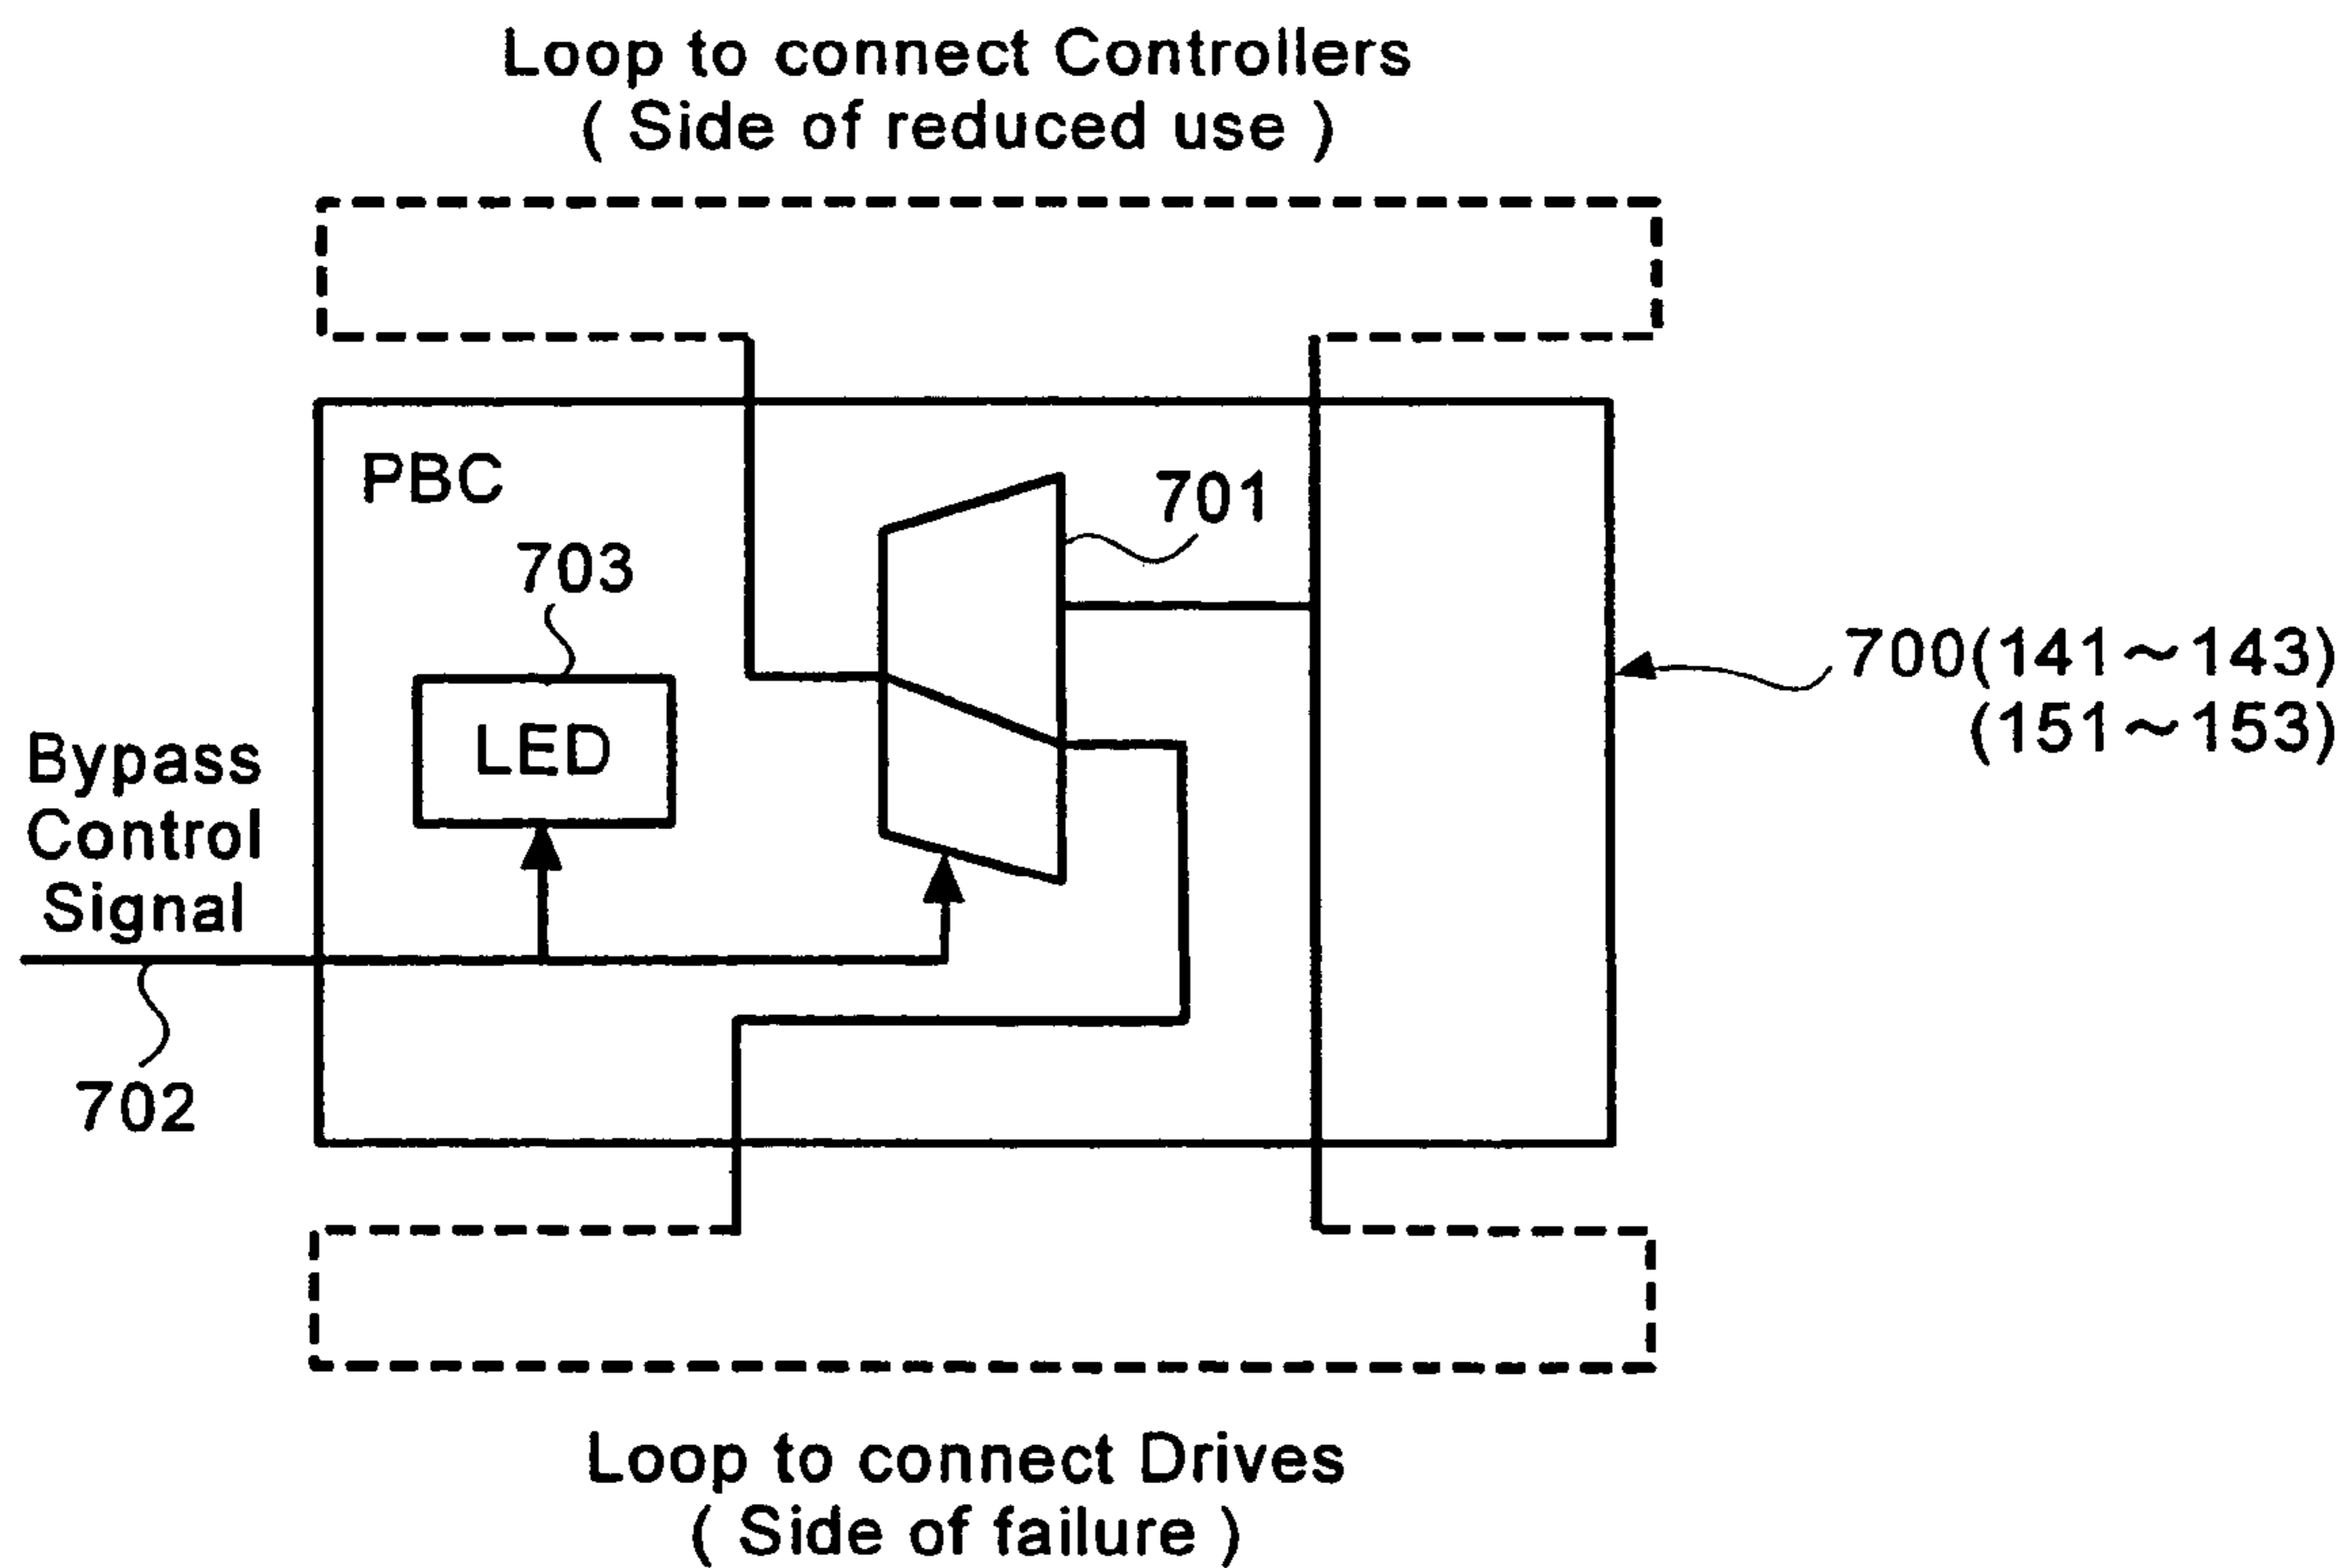 Loop to connect Controllers
( Side of reduced use )
PBC
701
703
LED
700(141~143)
(151~153)
Bypass
Control
Signal
702
Loop to connect Drives
( Side of failure )